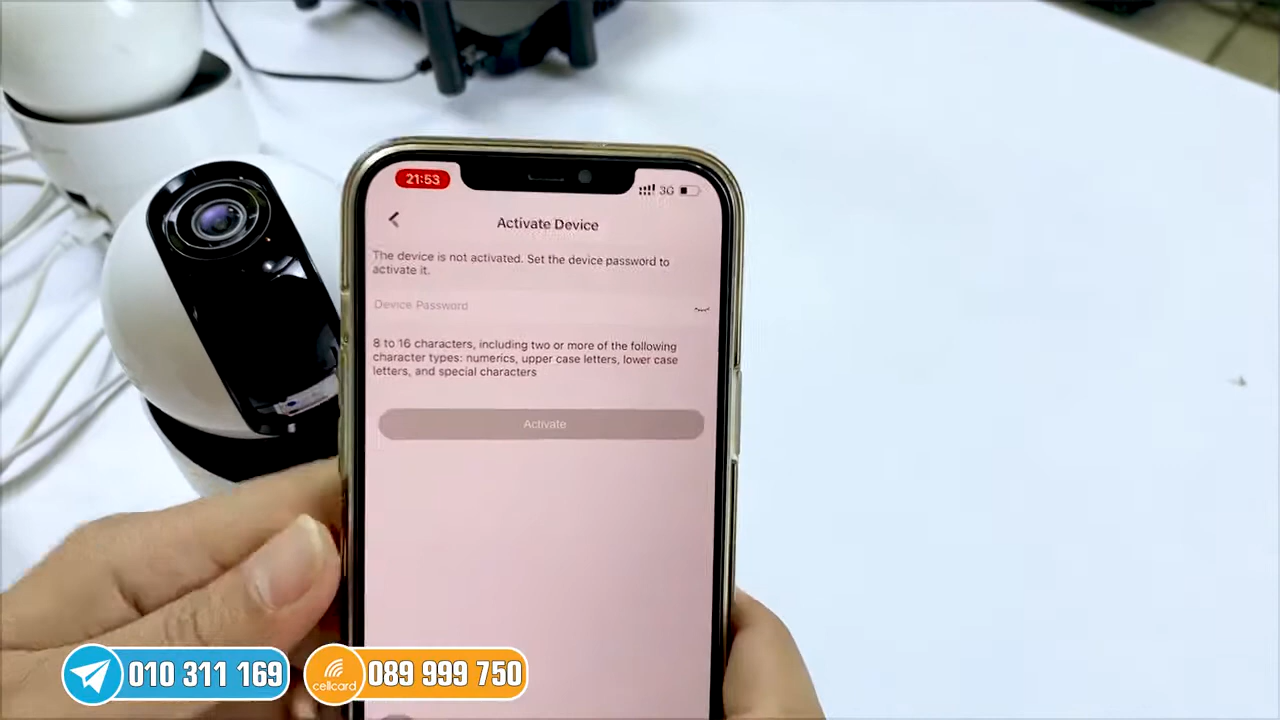 21:53
3G
Activate Device
The device is not activated. Set the device password to
activate it.
Device Password
8 to 16 characters, including two or more of the following
character types: numerics, upper case letters, lower case
letters, and special characters
Activate
010 311 169
cellcard
089 999 750